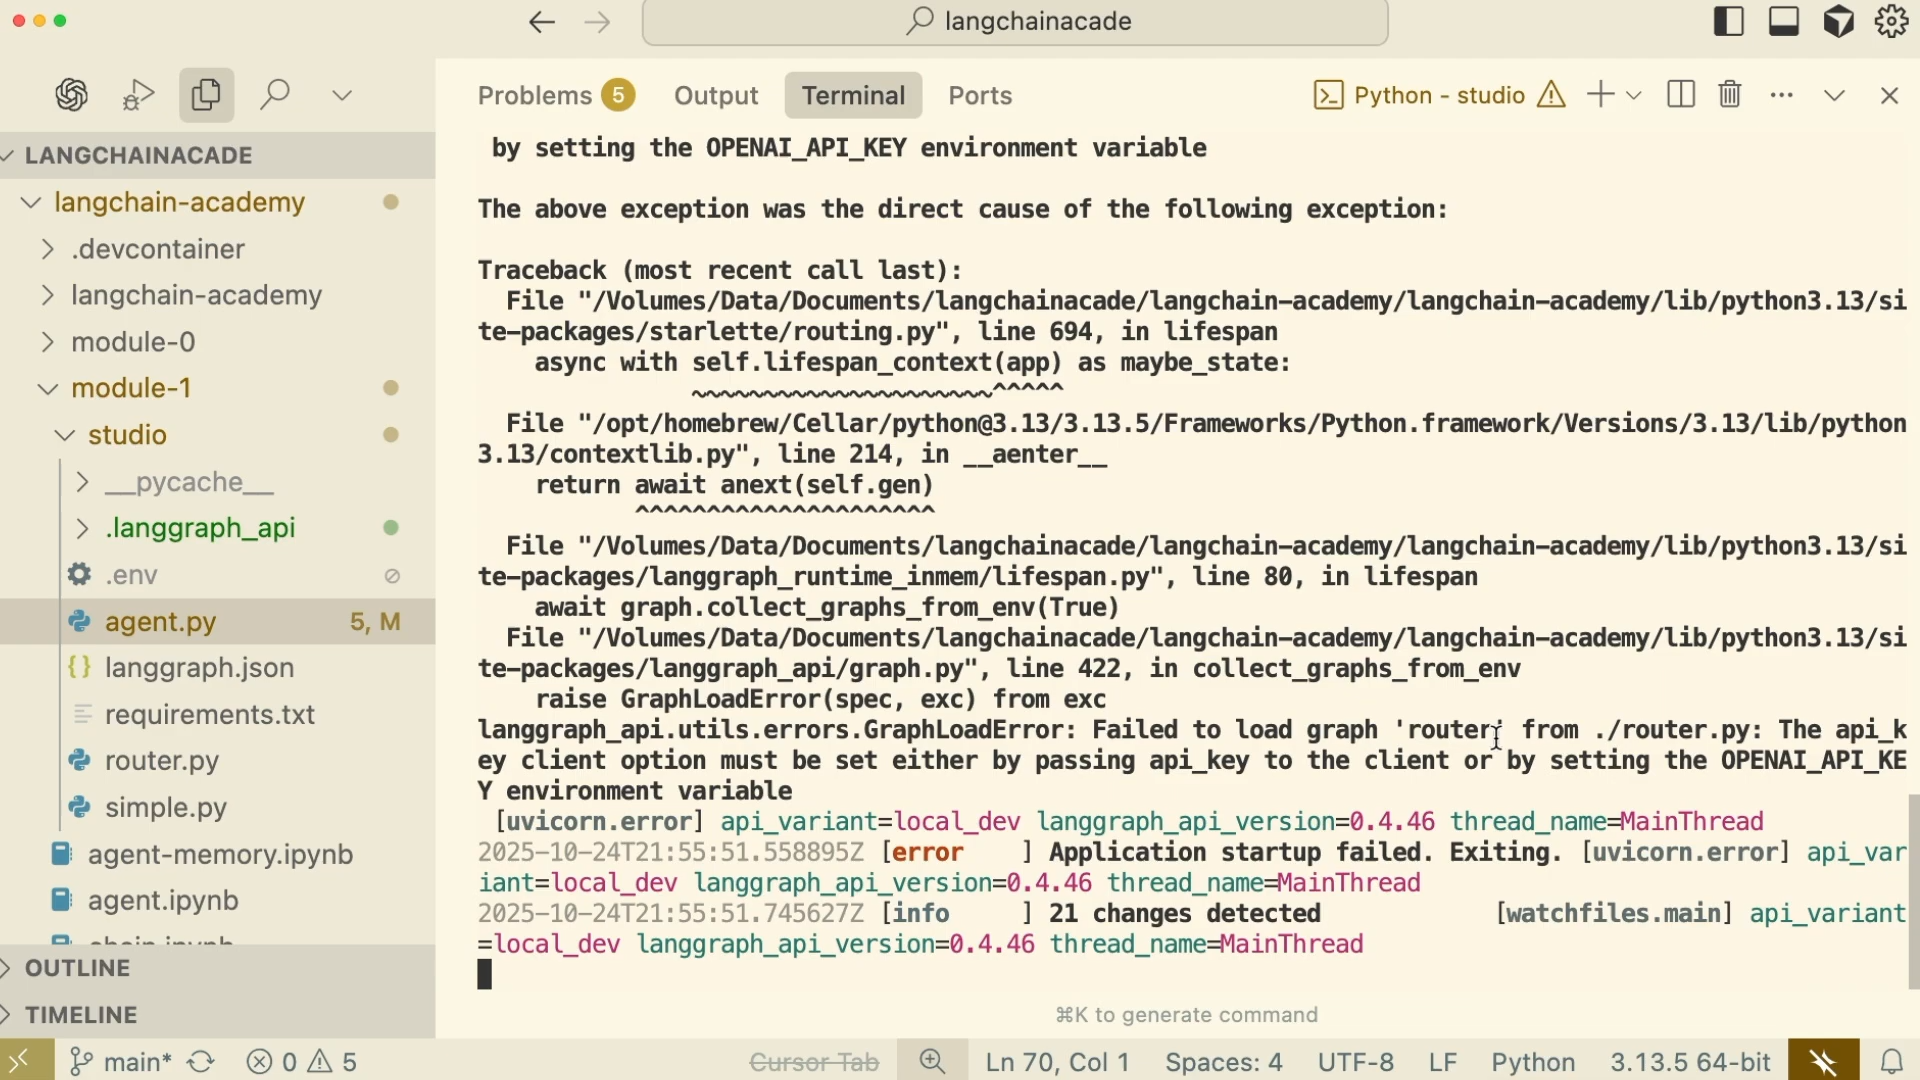 langchainacade
Problems 5 Output Terminal Ports Python - studio
LANGCHAINACADE
langchain-academy
.devcontainer
langchain-academy
module-0
module-1
studio
__pycache__
.langgraph_api
.env
agent.py 5, M
langgraph.json
requirements.txt
router.py
simple.py
agent-memory.ipynb
agent.ipynb
chain.ipynb
OUTLINE
TIMELINE
by setting the OPENAI_API_KEY environment variable
The above exception was the direct cause of the following exception:
Traceback (most recent call last):
File "/Volumes/Data/Documents/langchainacade/langchain-academy/langchain-academy/lib/python3.13/si
te-packages/starlette/routing.py", line 694, in lifespan
async with self.lifespan_context(app) as maybe_state:
~~~~~~~~~~~~~~~~~~~~~^^^^^
File "/opt/homebrew/Cellar/python@3.13/3.13.5/Frameworks/Python.framework/Versions/3.13/lib/python
3.13/contextlib.py", line 214, in __aenter__
return await anext(self.gen)
^^^^^^^^^^^^^^^^^^^^^
File "/Volumes/Data/Documents/langchainacade/langchain-academy/langchain-academy/lib/python3.13/si
te-packages/langgraph_runtime_inmem/lifespan.py", line 80, in lifespan
await graph.collect_graphs_from_env(True)
File "/Volumes/Data/Documents/langchainacade/langchain-academy/langchain-academy/lib/python3.13/si
te-packages/langgraph_api/graph.py", line 422, in collect_graphs_from_env
raise GraphLoadError(spec, exc) from exc
langgraph_api.utils.errors.GraphLoadError: Failed to load graph 'router' from ./router.py: The api_k
ey client option must be set either by passing api_key to the client or by setting the OPENAI_API_KE
Y environment variable
[uvicorn.error] api_variant=local_dev langgraph_api_version=0.4.46 thread_name=MainThread
2025-10-24T21:55:51.558895Z [error    ] Application startup failed. Exiting. [uvicorn.error] api_var
iant=local_dev langgraph_api_version=0.4.46 thread_name=MainThread
2025-10-24T21:55:51.745627Z [info     ] 21 changes detected            [watchfiles.main] api_variant
=local_dev langgraph_api_version=0.4.46 thread_name=MainThread
⌘K to generate command
main* 0 5 Cursor Tab Ln 70, Col 1 Spaces: 4 UTF-8 LF Python 3.13.5 64-bit